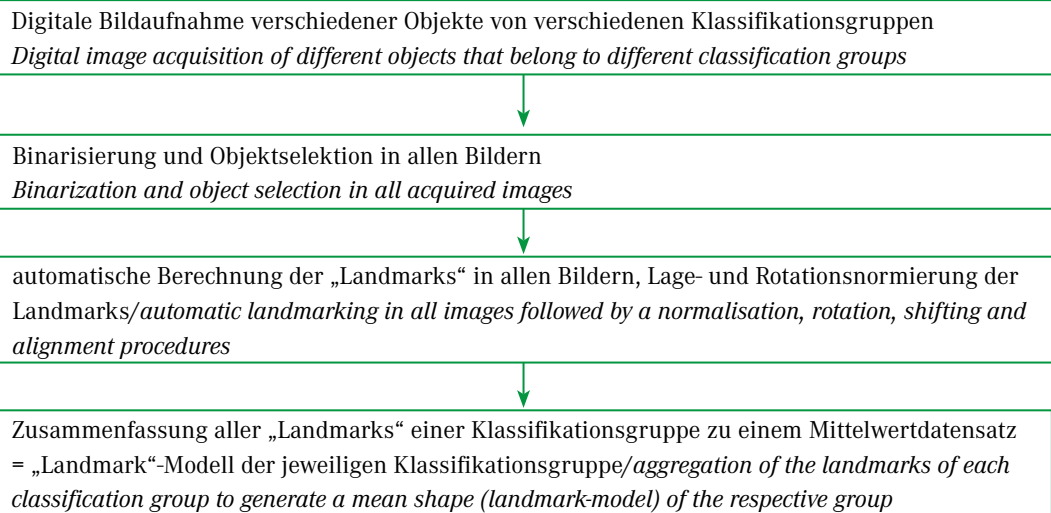 Digitale Bildaufnahme verschiedener Objekte von verschiedenen Klassifikationsgruppen
Digital image acquisition of different objects that belong to different classification groups
Binarisierung und Objektselektion in allen Bildern
Binarization and object selection in all acquired images
automatische Berechnung der „Landmarks“ in allen Bildern, Lage- und Rotationsnormierung der
Landmarks/automatic landmarking in all images followed by a normalisation, rotation, shifting and
alignment procedures
Zusammenfassung aller „Landmarks“ einer Klassifikationsgruppe zu einem Mittelwertdatensatz
= „Landmark“-Modell der jeweiligen Klassifikationsgruppe/aggregation of the landmarks of each
classification group to generate a mean shape (landmark-model) of the respective group